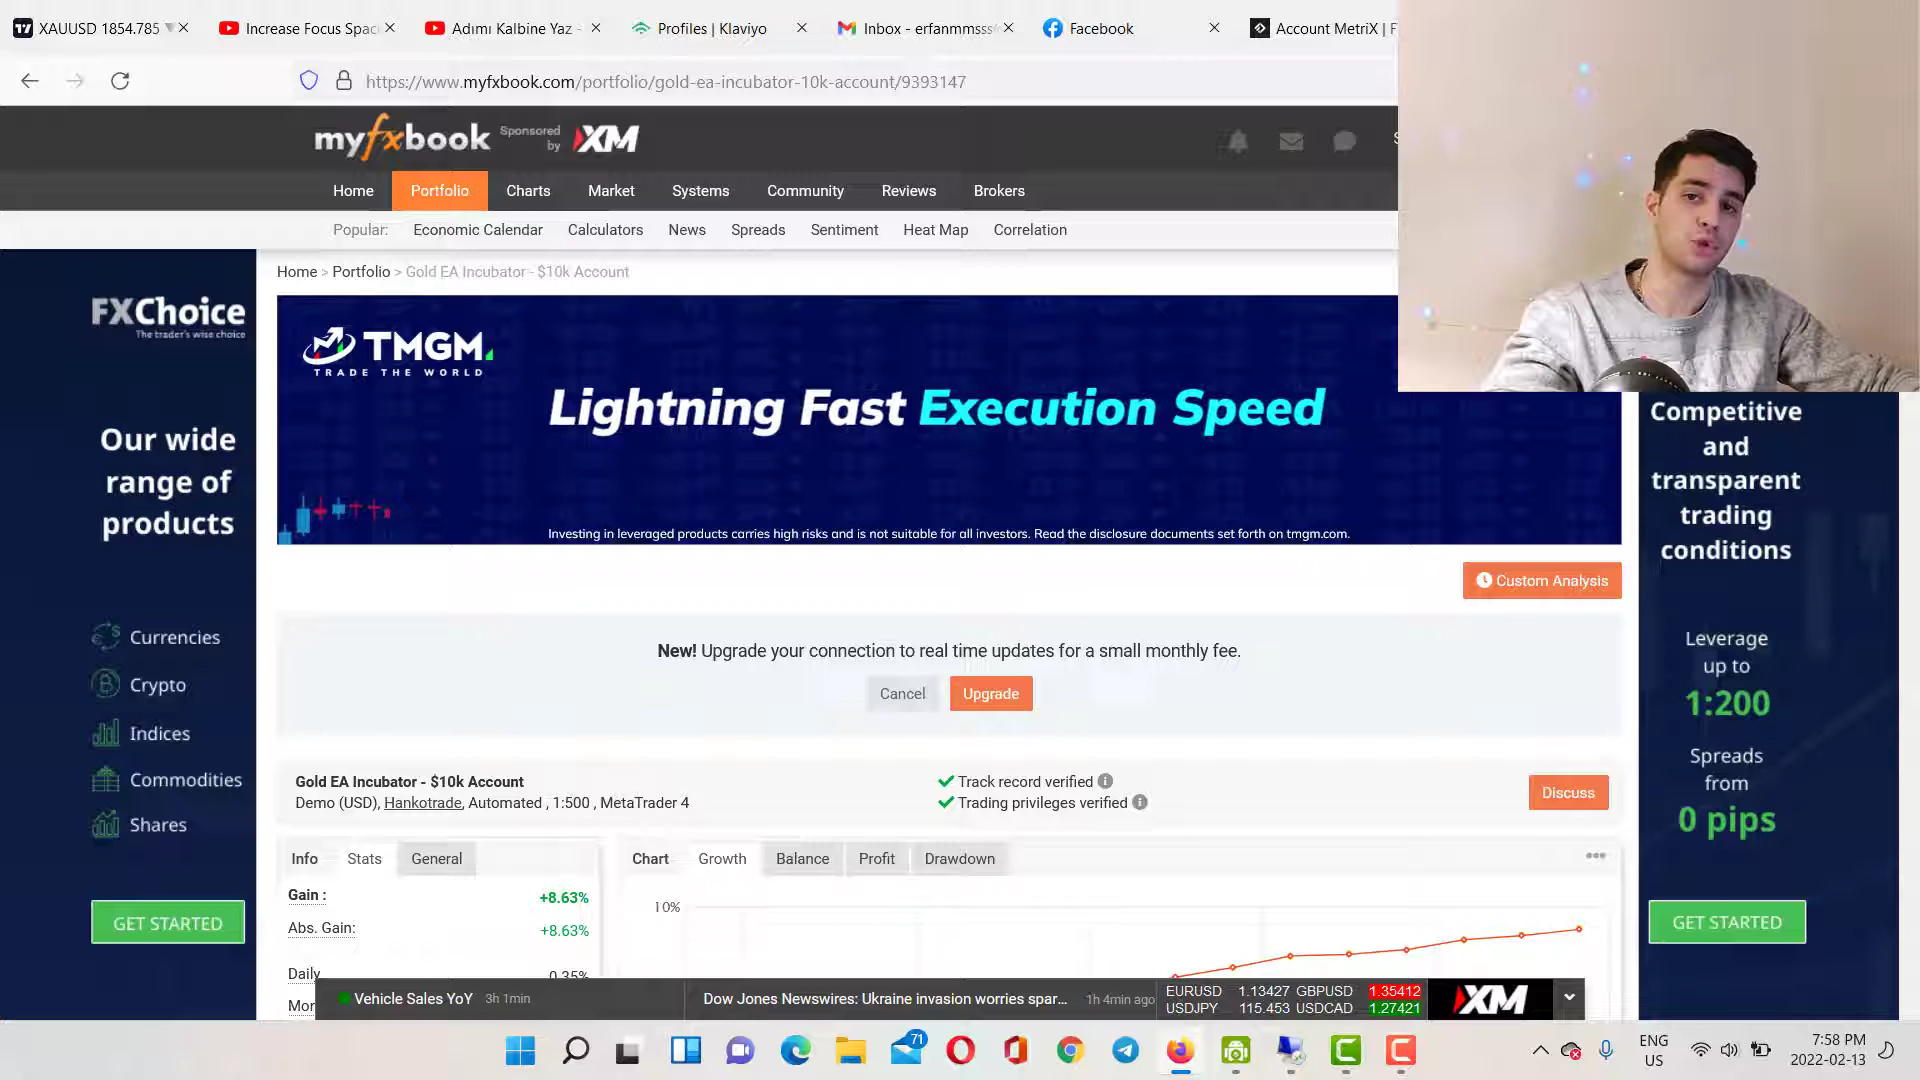 XAUUSD 1854.785
Increase Focus Spac
Adımı Kalbine Yaz -
Profiles | Klaviyo
Inbox - erfanmmsss
Facebook
Account MetriX | F
https://www.myfxbook.com/portfolio/gold-ea-incubator-10k-account/9393147
myfxbook Sponsored by XM
Home Portfolio Charts Market Systems Community Reviews Brokers
Popular: Economic Calendar Calculators News Spreads Sentiment Heat Map Correlation
Home > Portfolio > Gold EA Incubator - $10k Account
FXChoice
The trader's wise choice
Our wide
range of
products
Currencies
Crypto
Indices
Commodities
Shares
GET STARTED
TMGM
TRADE THE WORLD
Lightning Fast Execution Speed
Investing in leveraged products carries high risks and is not suitable for all investors. Read the disclosure documents set forth on tmgm.com.
Custom Analysis
New! Upgrade your connection to real time updates for a small monthly fee.
Cancel Upgrade
Gold EA Incubator - $10k Account
Demo (USD), Hankotrade, Automated , 1:500 , MetaTrader 4
Track record verified
Trading privileges verified
Discuss
Info Stats General
Gain : +8.63%
Abs. Gain: +8.63%
Daily 0.35%
Mor
Chart Growth Balance Profit Drawdown
10%
Competitive
and
transparent
trading
conditions
Leverage
up to
1:200
Spreads
from
0 pips
GET STARTED
Vehicle Sales YoY 3h 1min
Dow Jones Newswires: Ukraine invasion worries spar... 1h 4min ago
EURUSD 1.13427 GBPUSD 1.35412
USDJPY 115.453 USDCAD 1.27421
XM
71
ENG
US
7:58 PM
2022-02-13